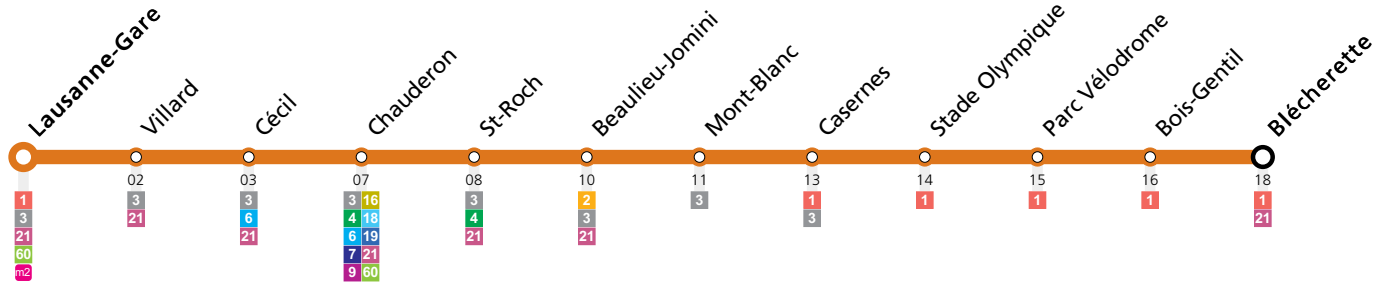 Lausanne-Gare
Villard
Cécil
Chauderon
St-Roch
Beaulieu-Jomini
Mont-Blanc
Casernes
Stade Olympique
Parc Vélodrome
Bois-Gentil
Blécherette
02 03 07 08 10 11 13 14 15 16 18
1 3 3 3 16 3 2 3 1 1 1 1 1
3 21 6 4 18 4 3 3 21
21 21 6 19 21 21
60 7 21
m2 9 60